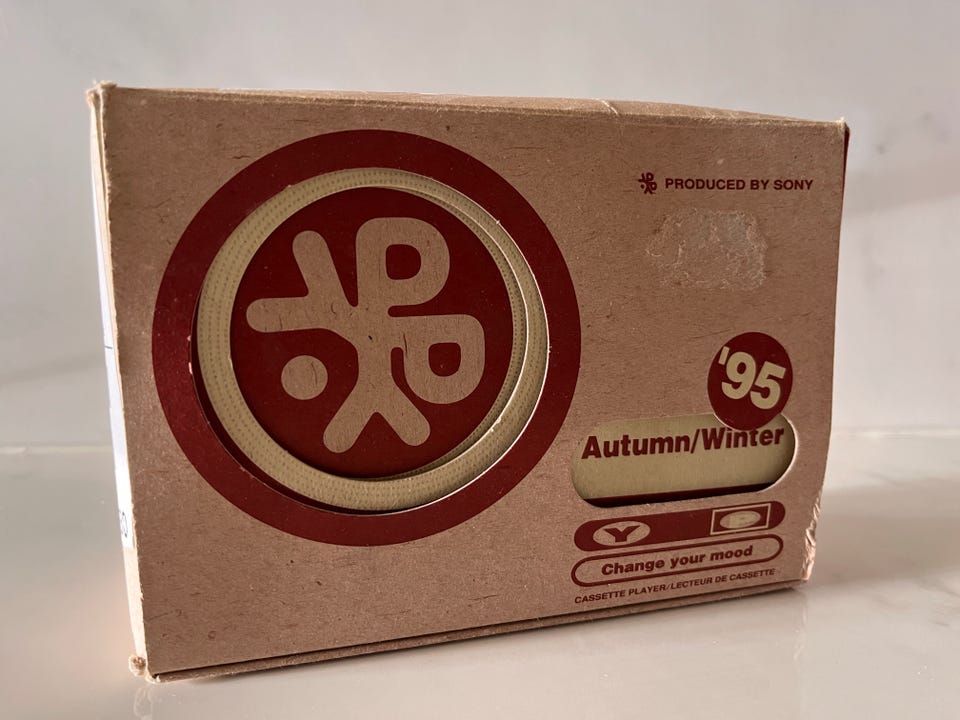 PRODUCED BY SONY
'95
Autumn/Winter
Y P
Change your mood
CASSETTE PLAYER/LECTEUR DE CASSETTE